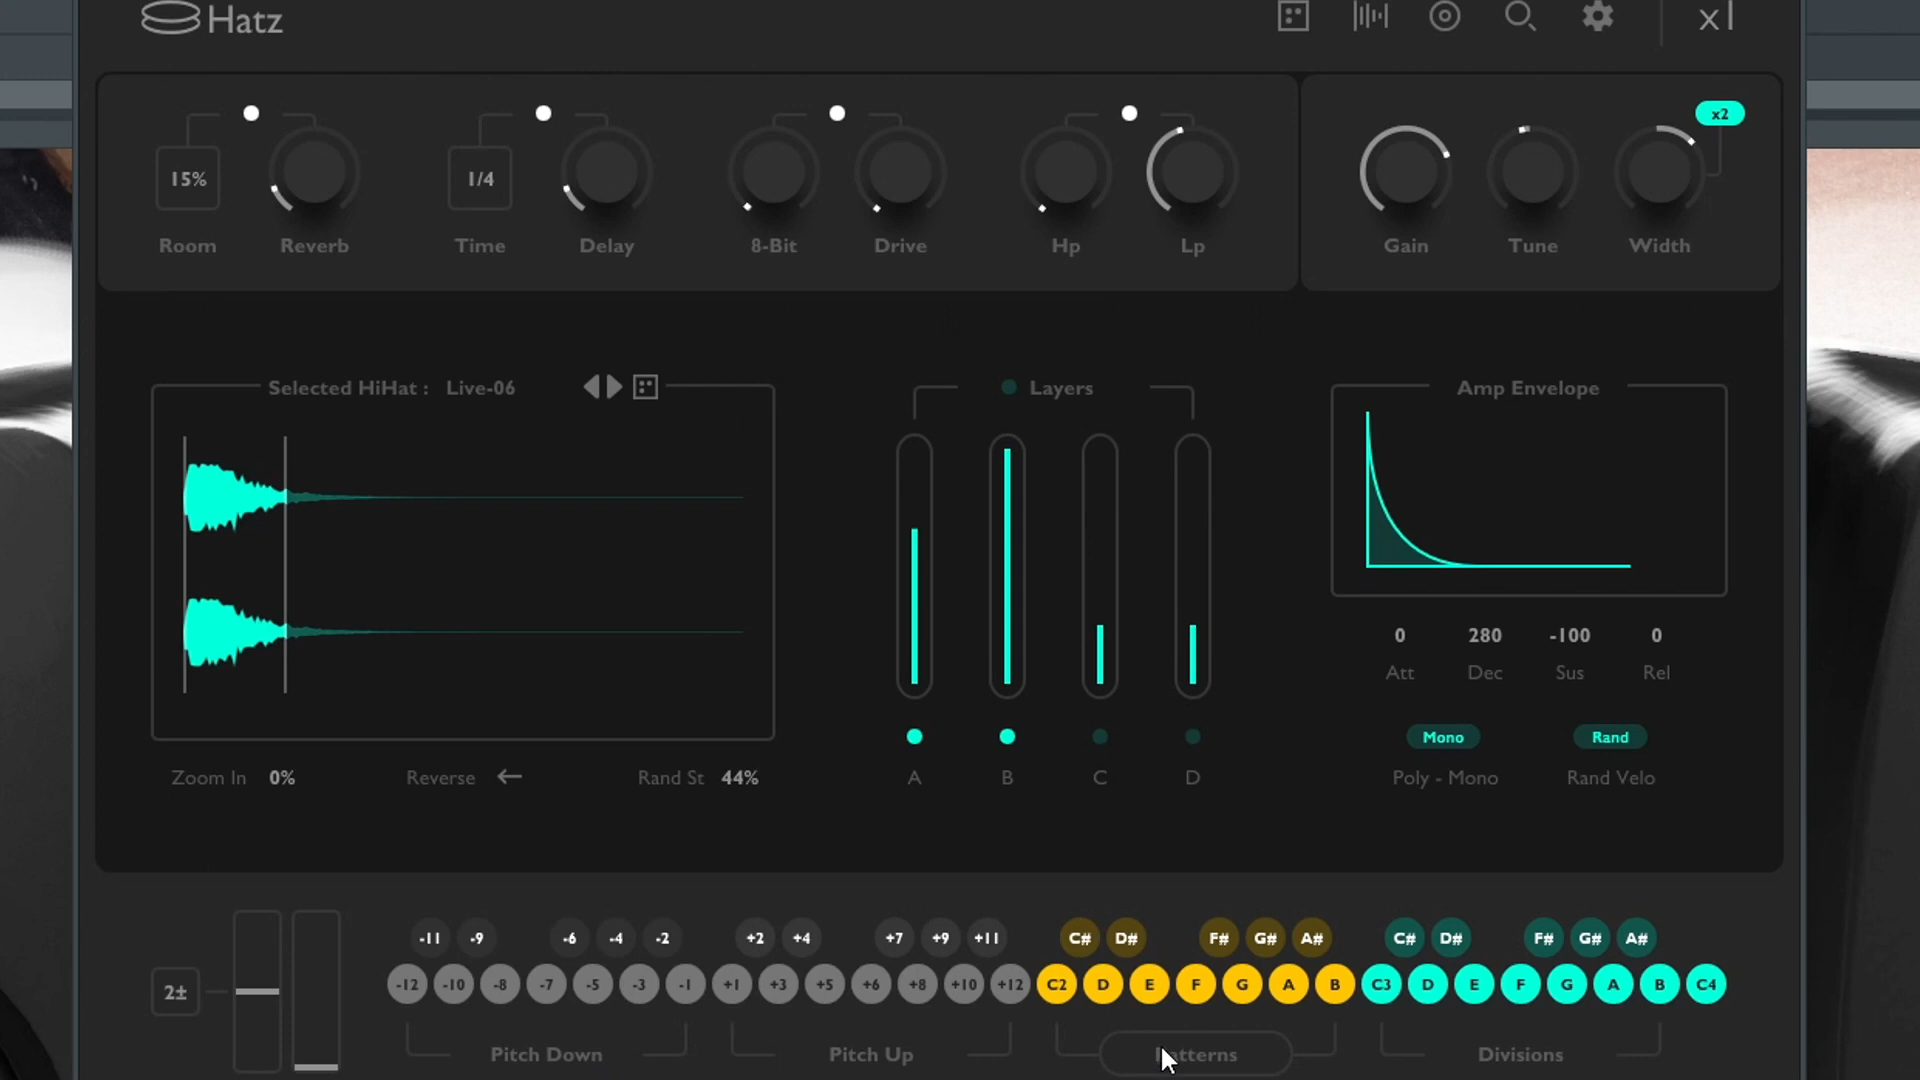 Hatz
x1
x2
15%
1/4
Room Reverb Time Delay 8-Bit Drive Hp Lp Gain Tune Width
Selected HiHat : Live-06
Layers
Amp Envelope
0 280 -100 0
Att Dec Sus Rel
Mono Rand
Zoom In 0% Reverse Rand St 44% A B C D Poly - Mono Rand Velo
-11 -9 -6 -4 -2 +2 +4 +7 +9 +11 C# D# F# G# A# C# D# F# G# A#
2± -12 -10 -8 -7 -5 -3 -1 +1 +3 +5 +6 +8 +10 +12 C2 D E F G A B C3 D E F G A B C4
Pitch Down Pitch Up Patterns Divisions